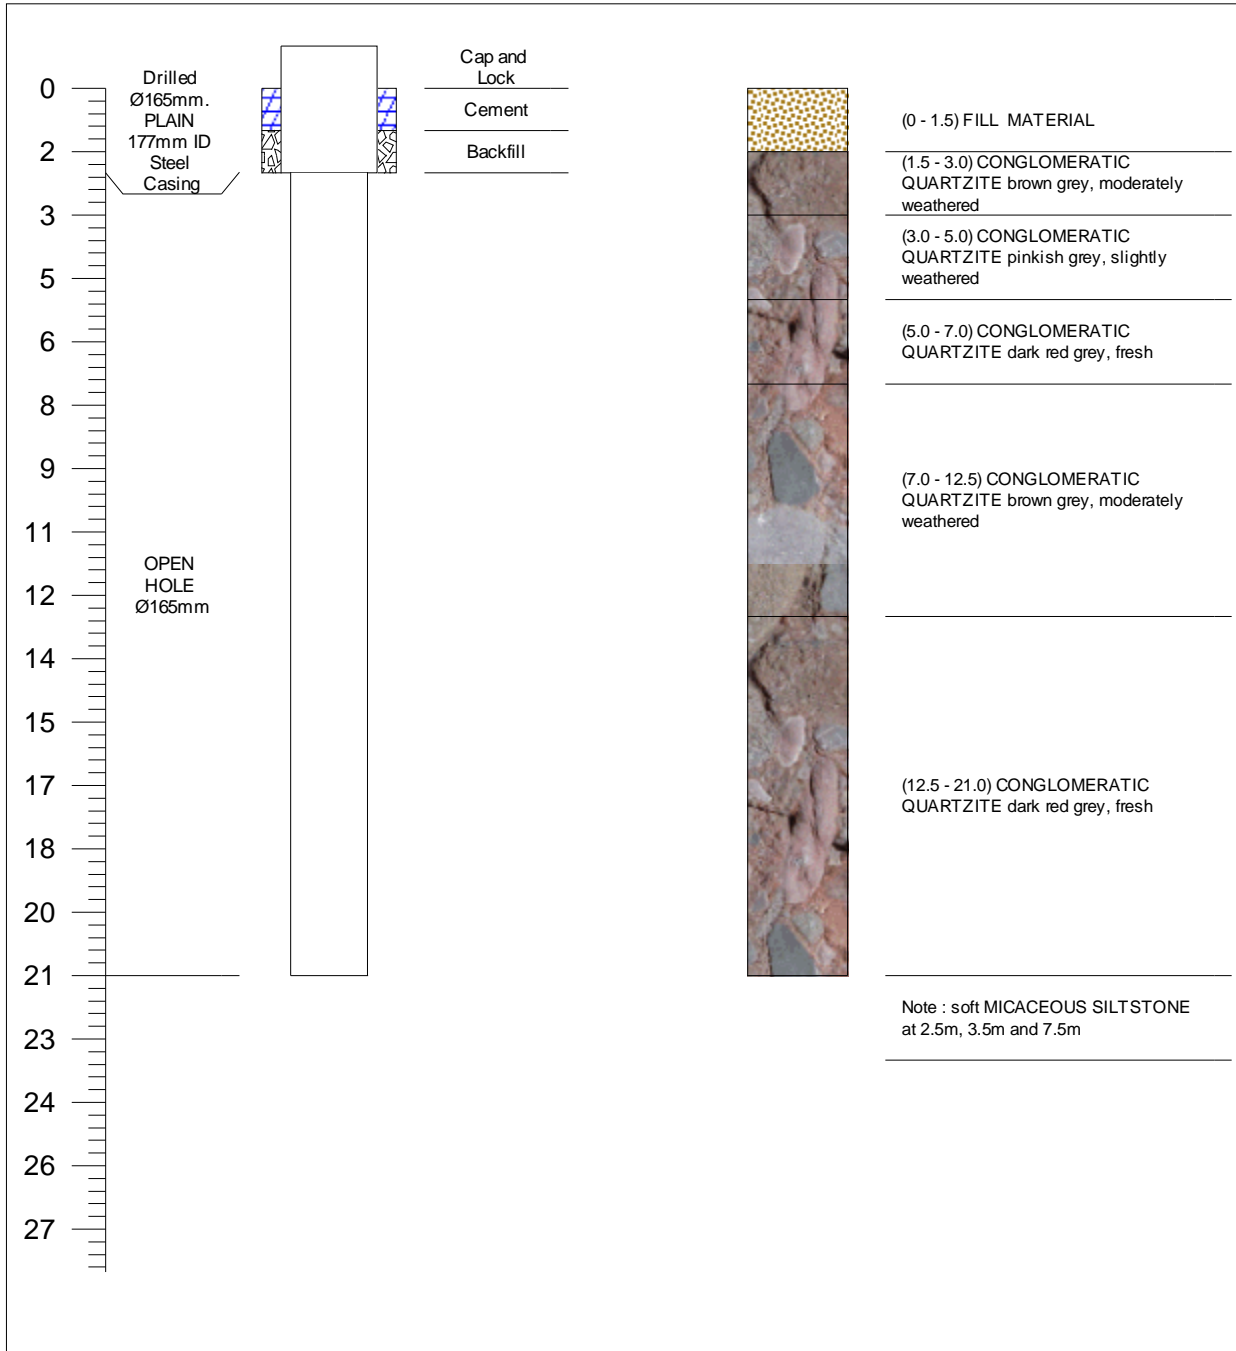 0
2
3
5
6
8
9
11
12
14
15
17
18
20
21
23
24
26
27
Drilled
Ø165mm.
PLAIN
177mm ID
Steel
Casing
OPEN
HOLE
Ø165mm
Cap and
Lock
Cement
Backfill
(0 - 1.5) FILL MATERIAL
(1.5 - 3.0) CONGLOMERATIC
QUARTZITE brown grey, moderately
weathered
(3.0 - 5.0) CONGLOMERATIC
QUARTZITE pinkish grey, slightly
weathered
(5.0 - 7.0) CONGLOMERATIC
QUARTZITE dark red grey, fresh
(7.0 - 12.5) CONGLOMERATIC
QUARTZITE brown grey, moderately
weathered
(12.5 - 21.0) CONGLOMERATIC
QUARTZITE dark red grey, fresh
Note : soft MICACEOUS SILTSTONE
at 2.5m, 3.5m and 7.5m